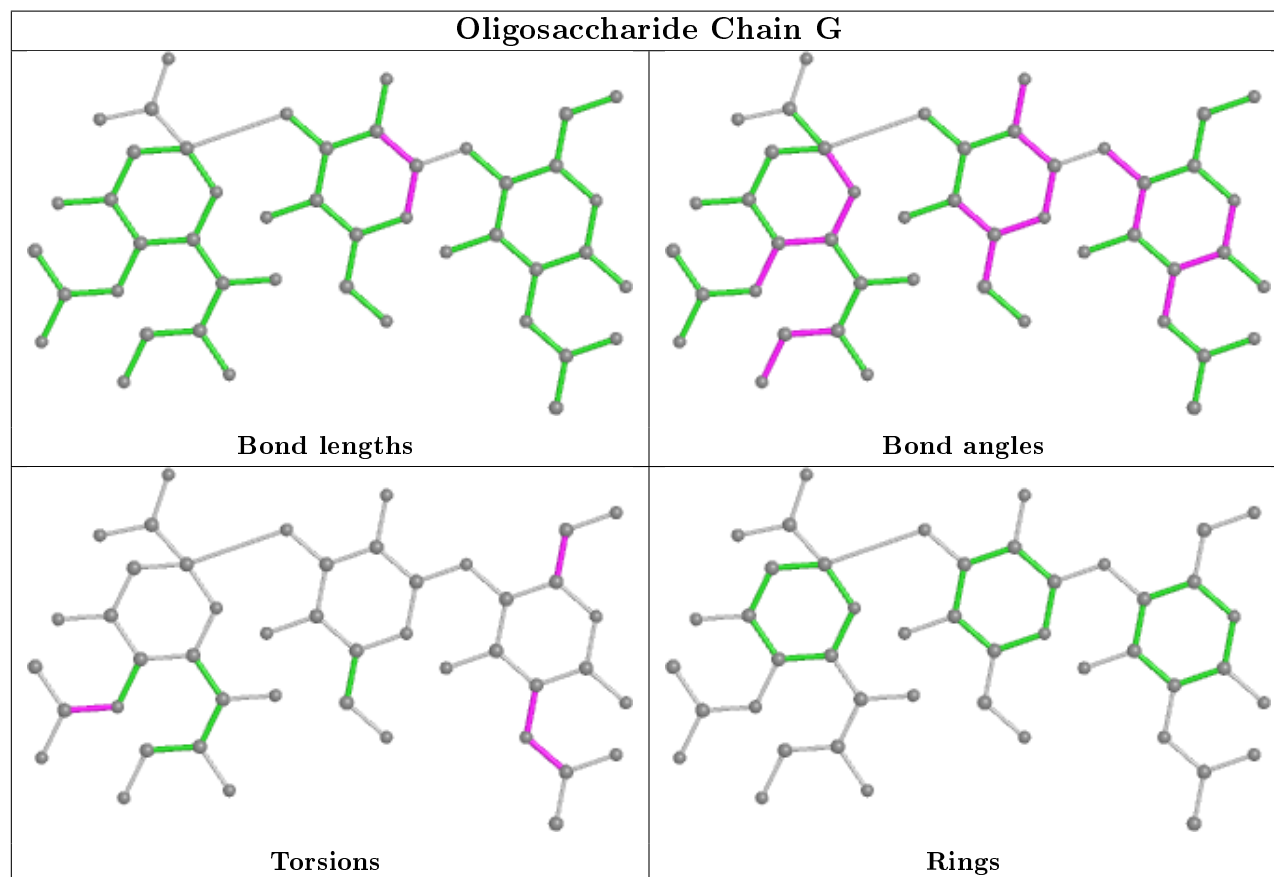 Oligosaccharide Chain G
Bond lengths
Bond angles
Torsions
Rings